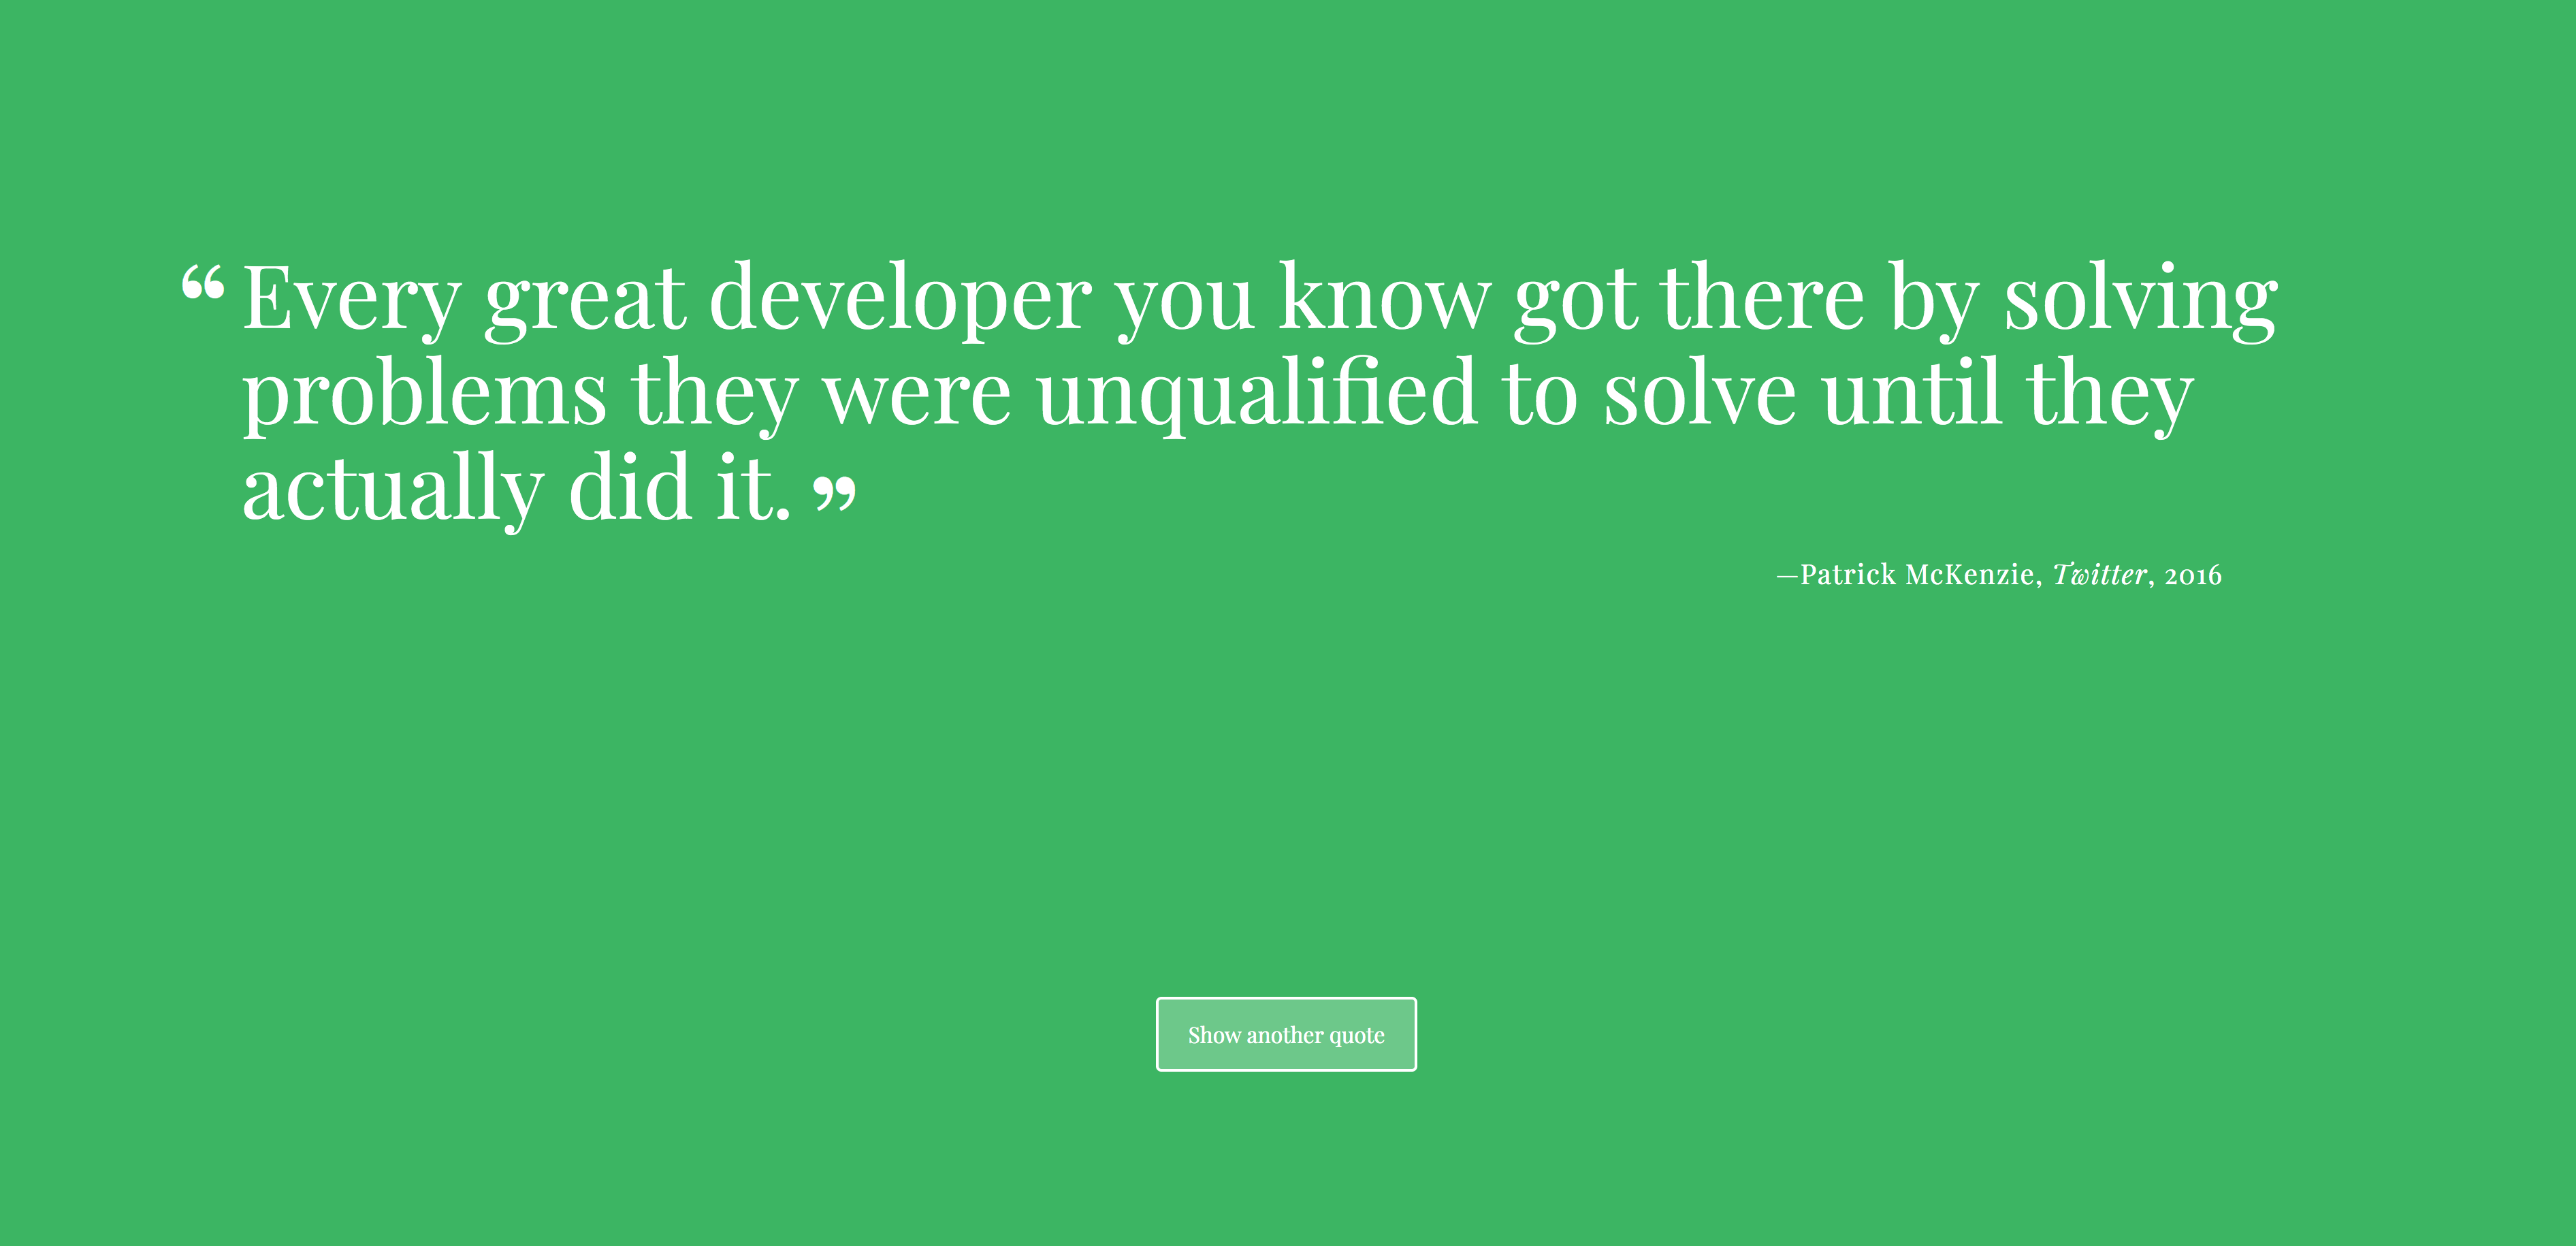 “Every great developer you know got there by solving
problems they were unqualified to solve until they
actually did it.”
—Patrick McKenzie, Twitter, 2016
Show another quote